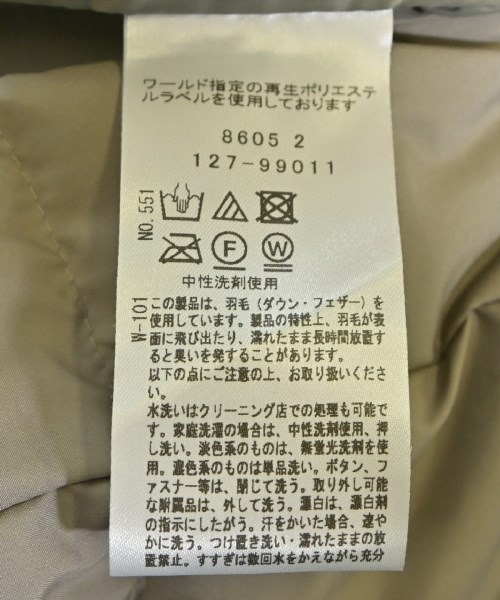 ワールド指定の再生ポリエステ
ルラベルを使用しております
8605 2
127-99011
NO.551
F
W
中性洗剤使用
W-101
この製品は、羽毛（ダウン・フェザー）を
使用しています。製品の特性上、羽毛が表
面に飛び出たり、濡れたまま長時間放置す
ると臭いを発することがあります。
以下の点にご注意の上、お取り扱いくださ
い。
水洗いはクリーニング店での処理も可能で
す。家庭洗濯の場合は、中性洗剤使用、押
し洗い。淡色系のものは、無蛍光洗剤を使
用。濃色系のものは単品洗い。ボタン、フ
ァスナー等は、閉じて洗う。取り外し可能
な附属品は、外して洗う。漂白は、漂白剤
の指示にしたがう。汗をかいた場合、速や
かに洗う。つけ置き洗い・濡れたままの放
置禁止。すすぎは数回水をかえながら充分